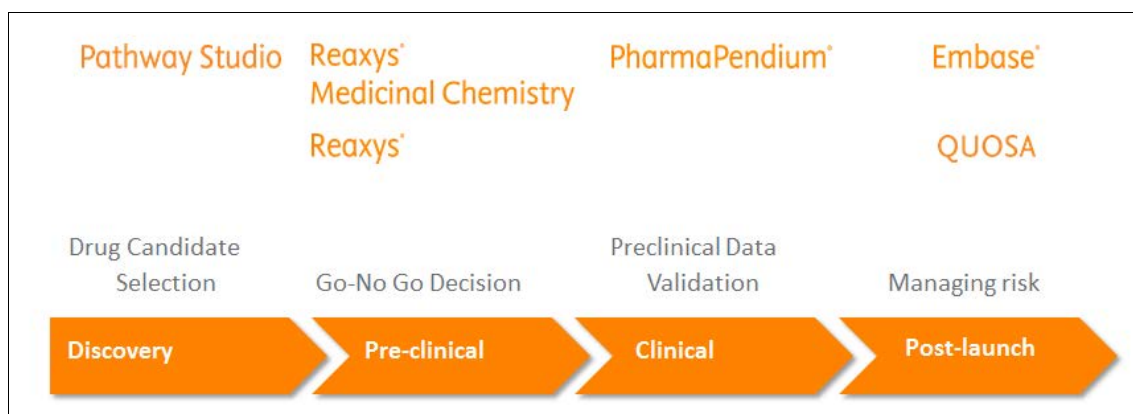 Pathway Studio
Reaxys®
Medicinal Chemistry
Reaxys®
PharmaPendium®
Embase®
QUOSA
Drug Candidate
Selection
Go-No Go Decision
Preclinical Data
Validation
Managing risk
Discovery
Pre-clinical
Clinical
Post-launch